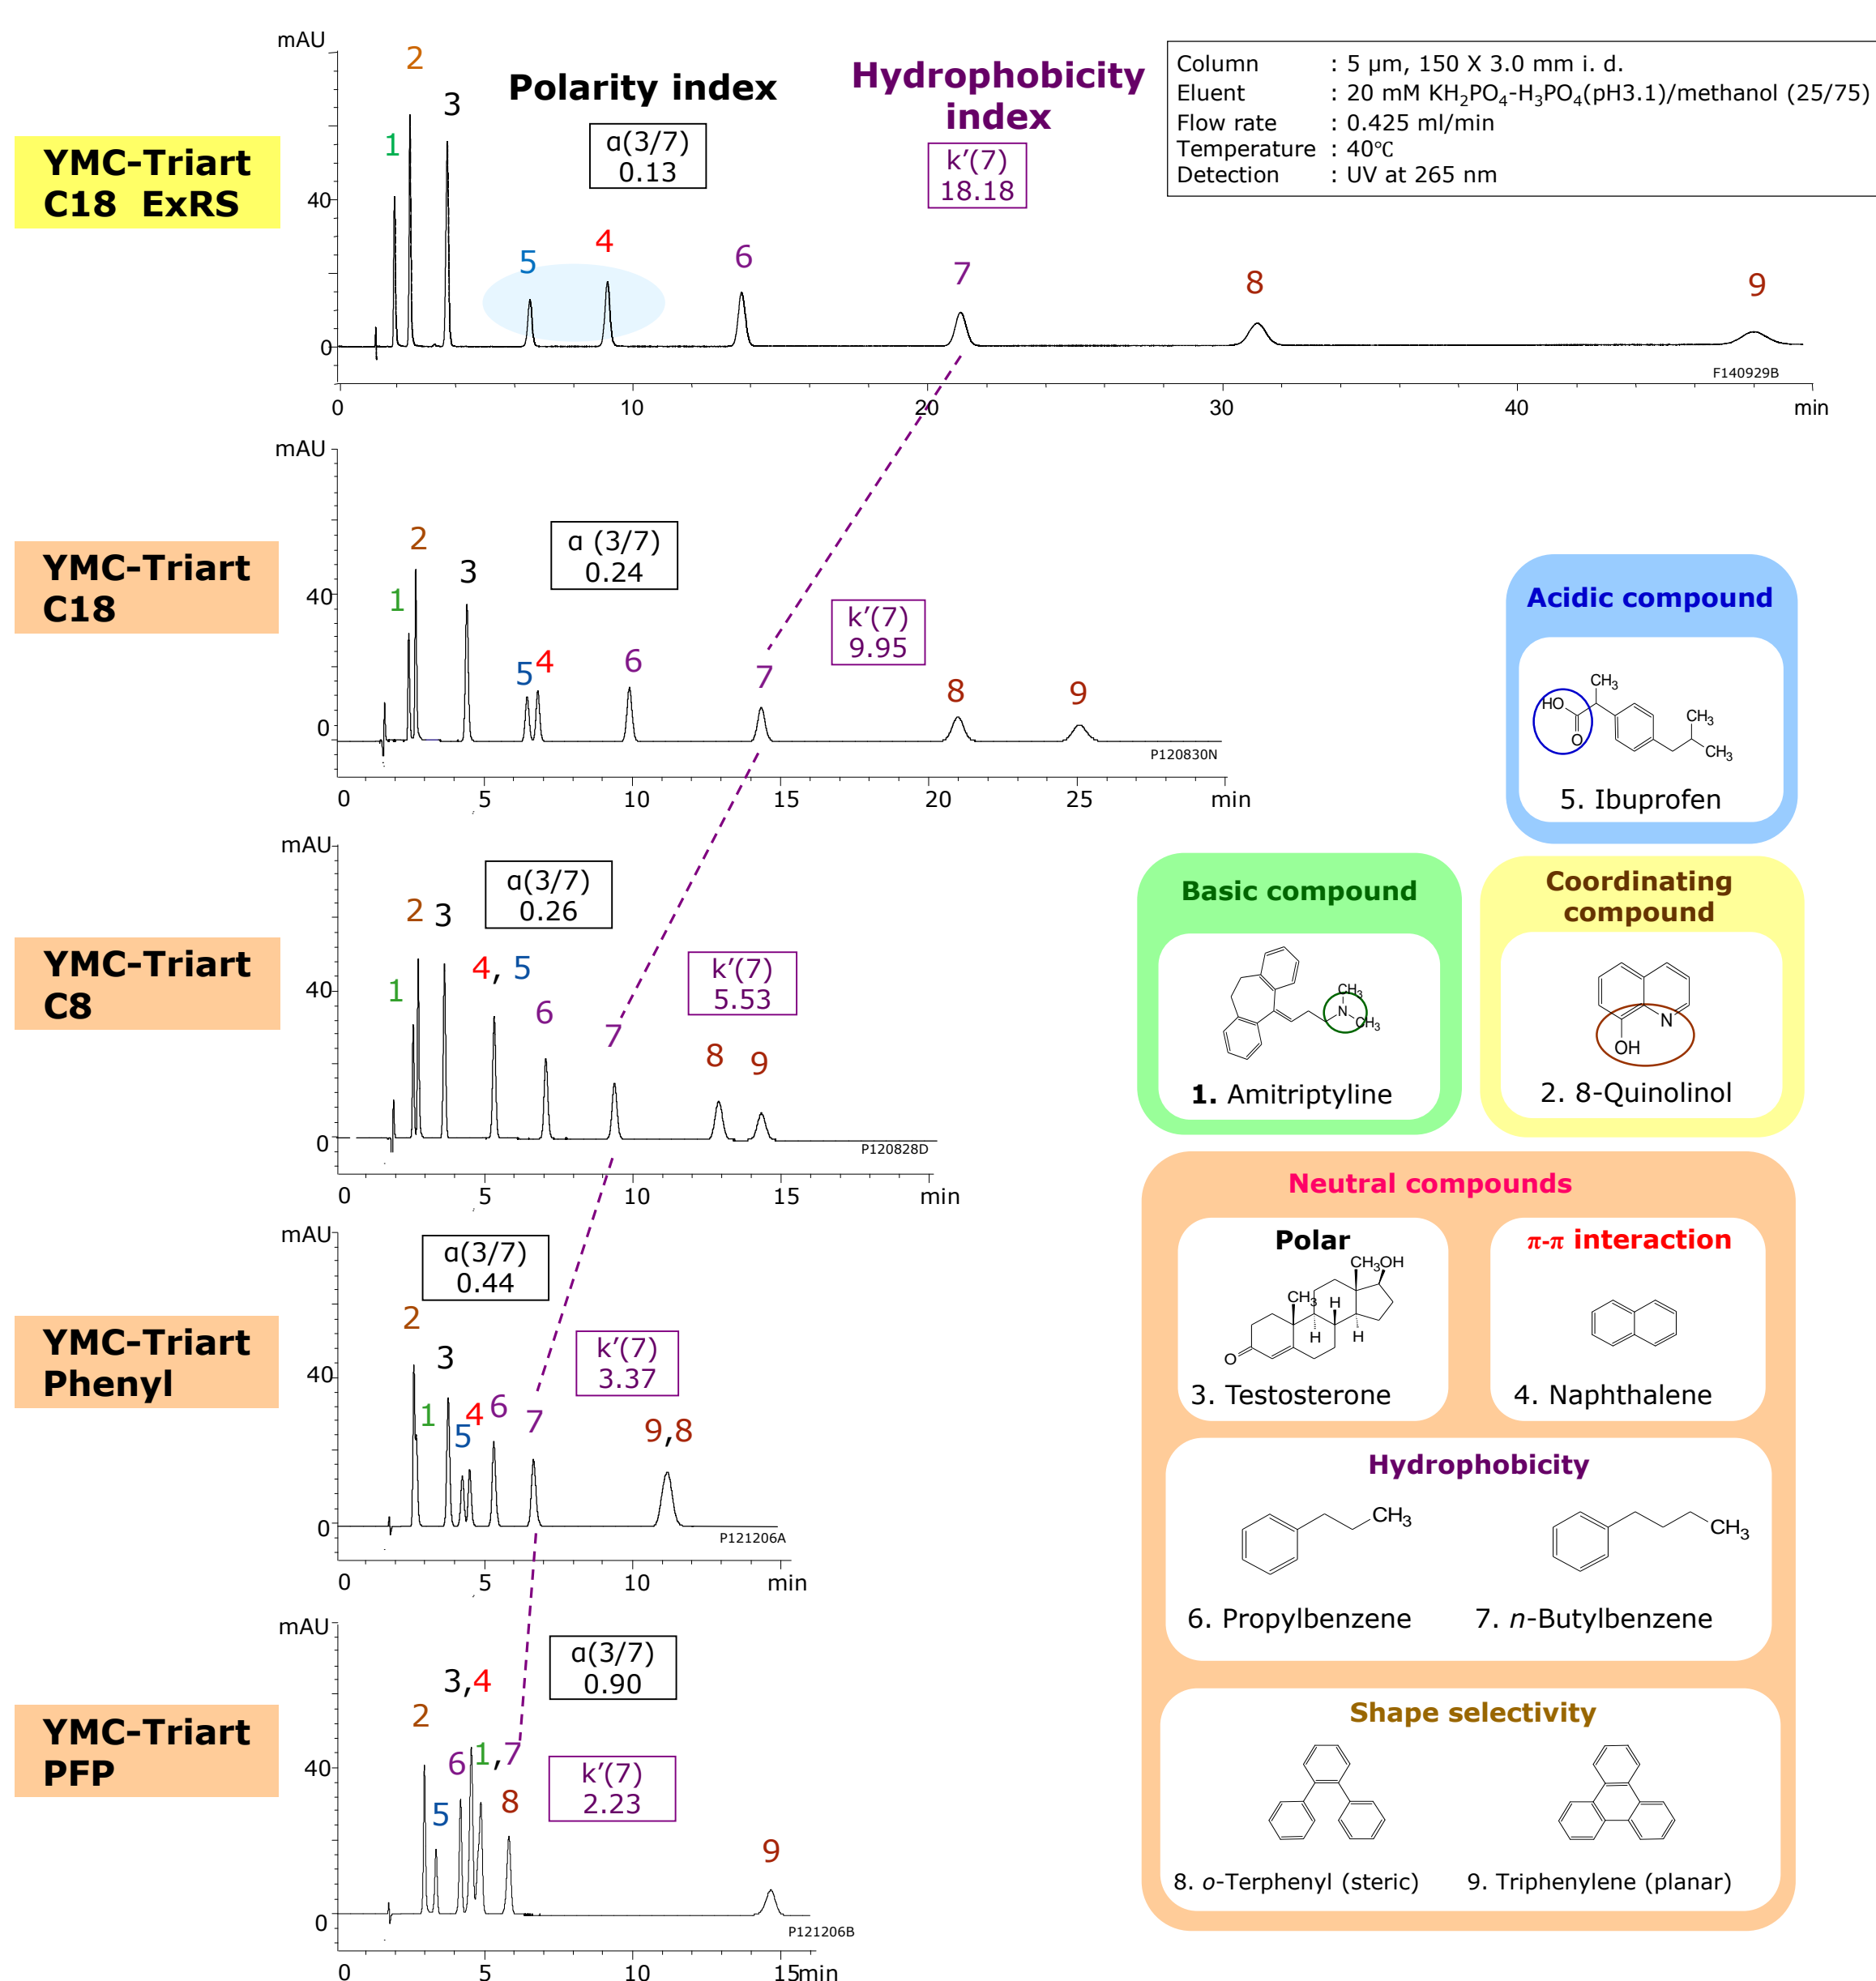 mAU
2
3
1
Polarity index
Hydrophobicity
index
α(3/7)
0.13
k’(7)
18.18
Column : 5 μm, 150 X 3.0 mm i. d.
Eluent : 20 mM KH2PO4-H3PO4(pH3.1)/methanol (25/75)
Flow rate : 0.425 ml/min
Temperature : 40℃
Detection : UV at 265 nm
YMC-Triart
C18 ExRS
40
0
5
4
6
7
8
9
F140929B
0 10 20 30 40 min
mAU
YMC-Triart
C18
2
1
3
α (3/7)
0.24
k’(7)
9.95
40
0
5
4
6
7
8
9
P120830N
0 5 10 15 20 25 min
mAU
YMC-Triart
C8
α(3/7)
0.26
2
3
1
4, 5
6
7
k’(7)
5.53
8
9
40
0
P120828D
0 5 10 15 min
mAU
YMC-Triart
Phenyl
α(3/7)
0.44
2
3
1
5
4
6
7
k’(7)
3.37
9,8
40
0
P121206A
0 5 10 min
mAU
YMC-Triart
PFP
α(3/7)
0.90
3,4
2
6
1,7
5
8
k’(7)
2.23
9
40
0
P121206B
0 5 10 15min
Acidic compound
CH3
HO
O
CH3
CH3
5. Ibuprofen
Basic compound
CH3
N
CH3
1. Amitriptyline
Coordinating
compound
N
OH
2. 8-Quinolinol
Neutral compounds
Polar
CH3
OH
CH3
H
H
H
O
3. Testosterone
π-π interaction
4. Naphthalene
Hydrophobicity
CH3
6. Propylbenzene
CH3
7. n-Butylbenzene
Shape selectivity
8. o-Terphenyl (steric)
9. Triphenylene (planar)